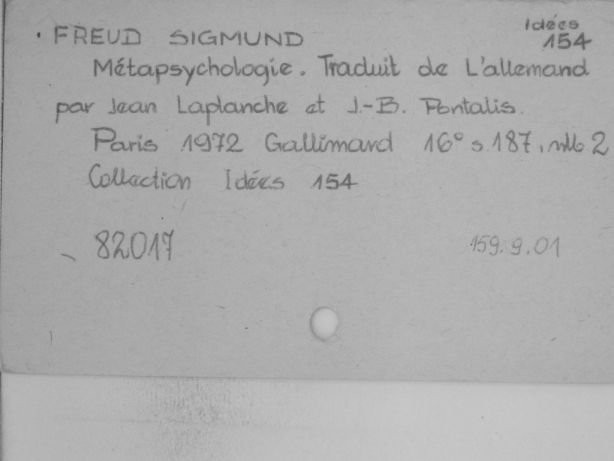 Idées
FREUD SIGMUND 154
Métapsychologie. Traduit de L'allemand
par Jean Laplanche et J.-B. Pontalis.
Paris 1972 Gallimard 16° s.187, nlb 2
Collection Idées 154
82017 159.9.01